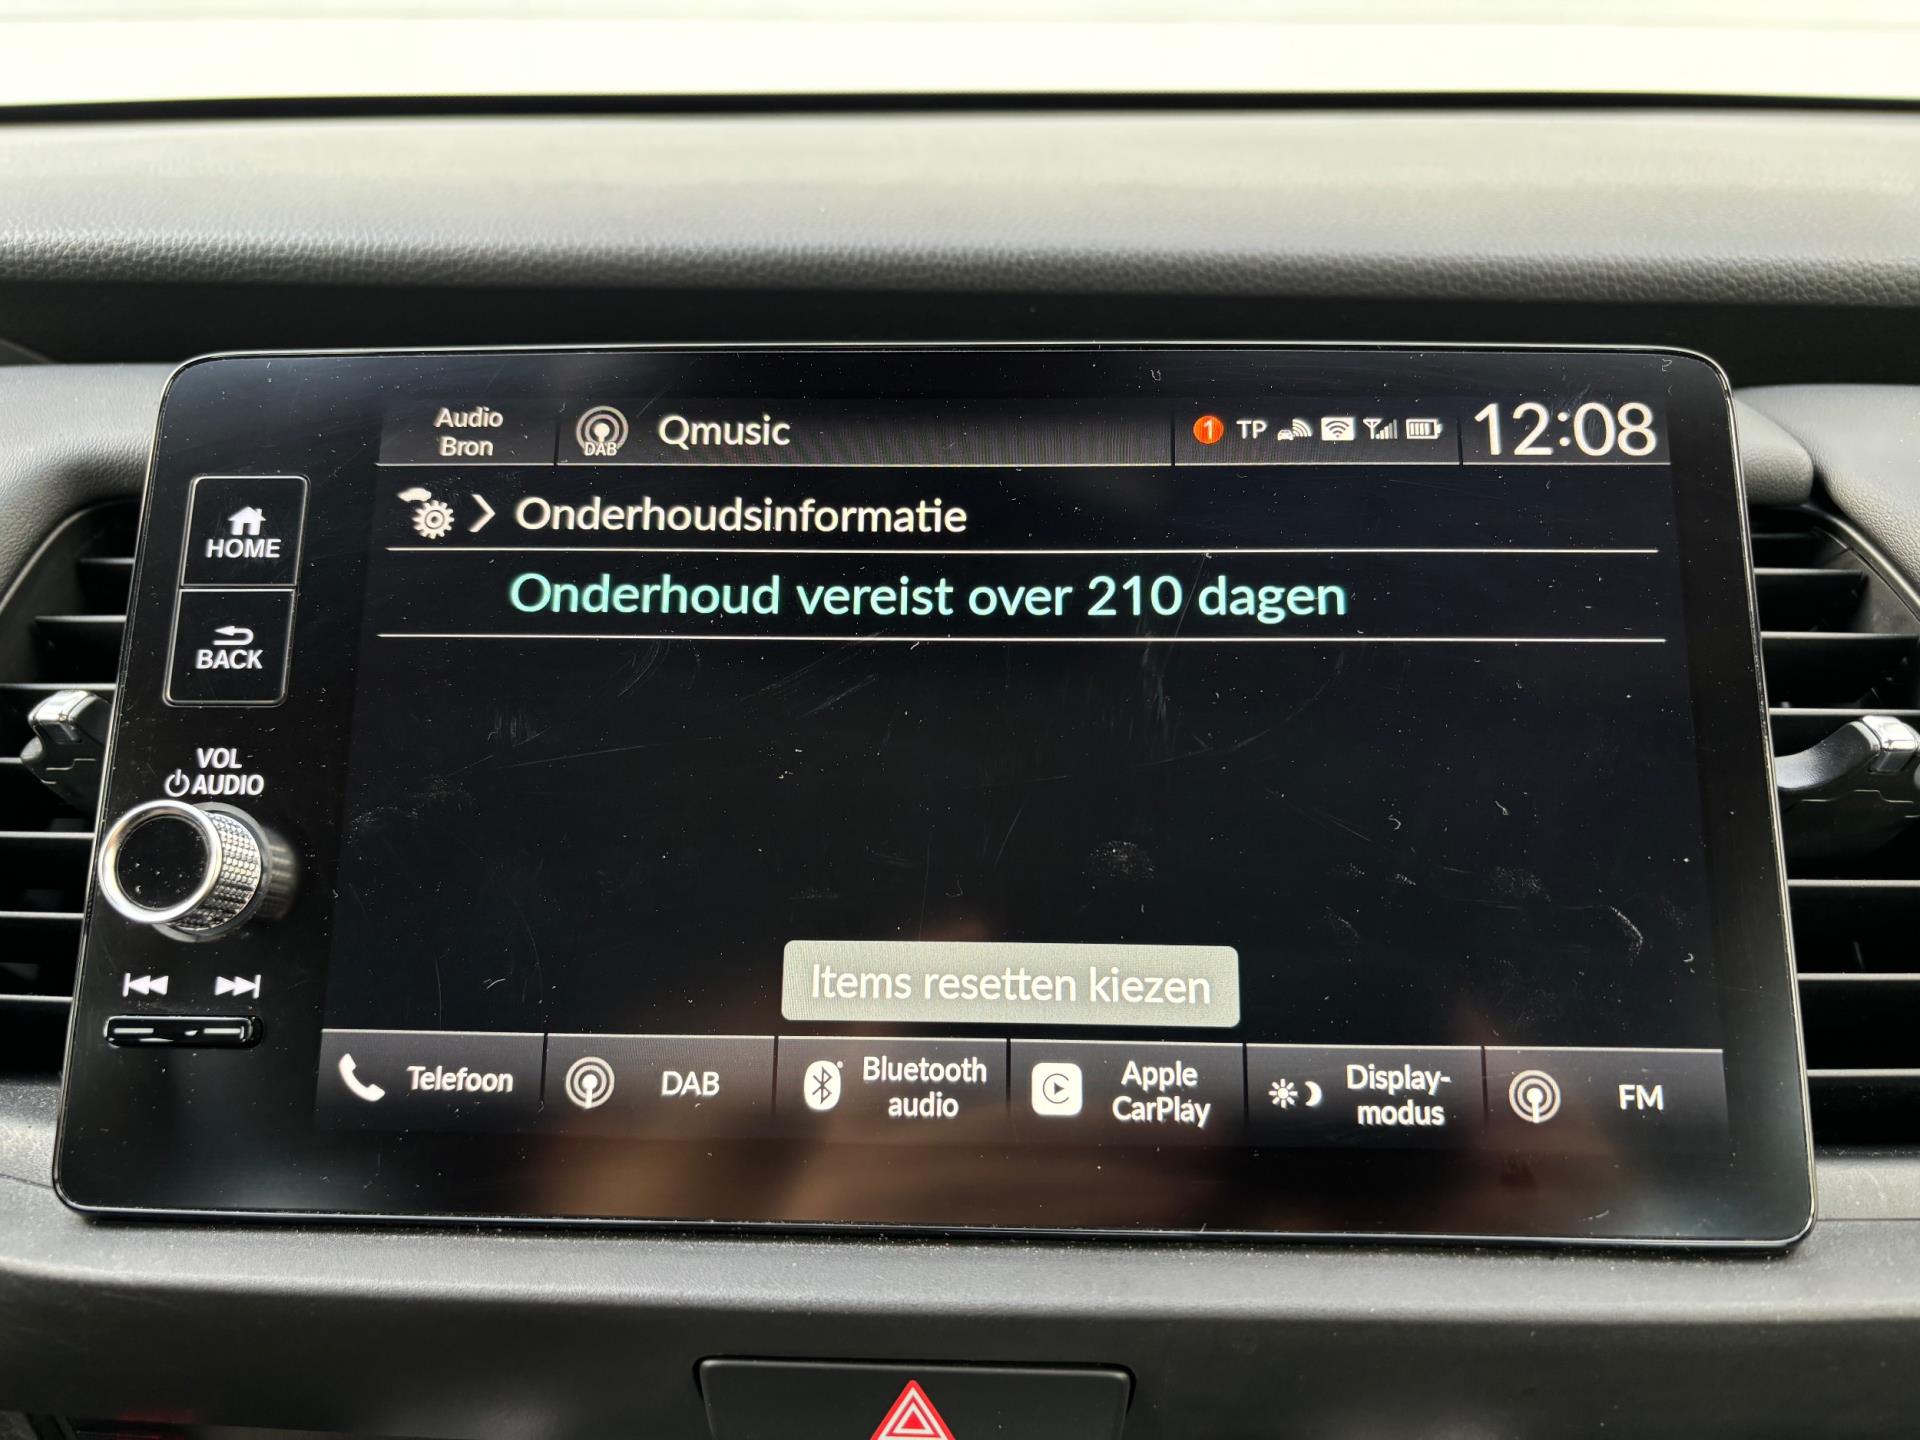 Audio
Bron
DAB
Qmusic
1 TP
12:08
HOME
Onderhoudsinformatie
Onderhoud vereist over 210 dagen
BACK
VOL
AUDIO
Items resetten kiezen
Telefoon
DAB
Bluetooth
audio
Apple
CarPlay
Display-
modus
FM